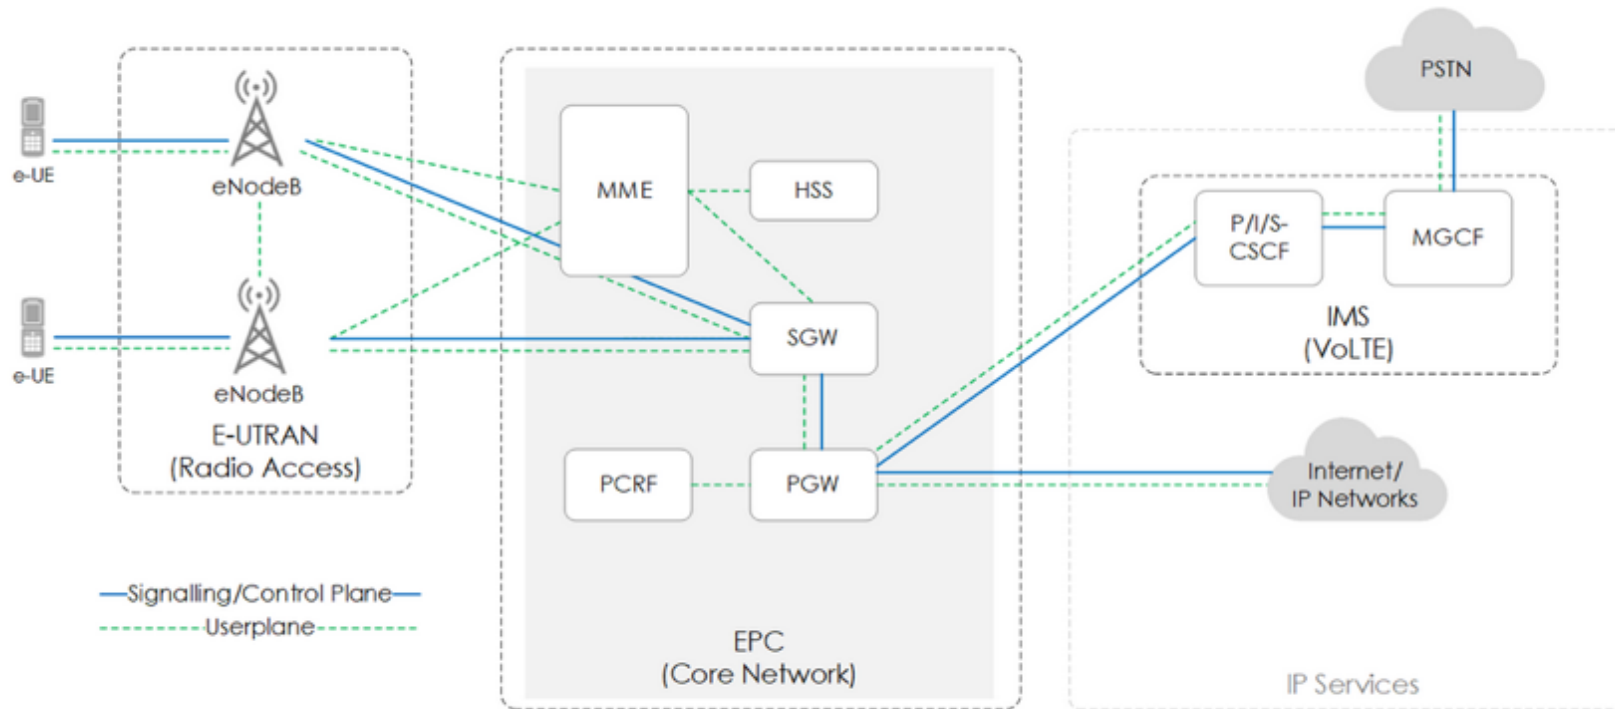 PSTN
e-UE
eNodeB
MME
HSS
P/I/S-
CSCF
MGCF
IMS
(VoLTE)
SGW
e-UE
eNodeB
E-UTRAN
(Radio Access)
PCRF
PGW
Internet/
IP Networks
Signalling/Control Plane
Userplane
EPC
(Core Network)
IP Services